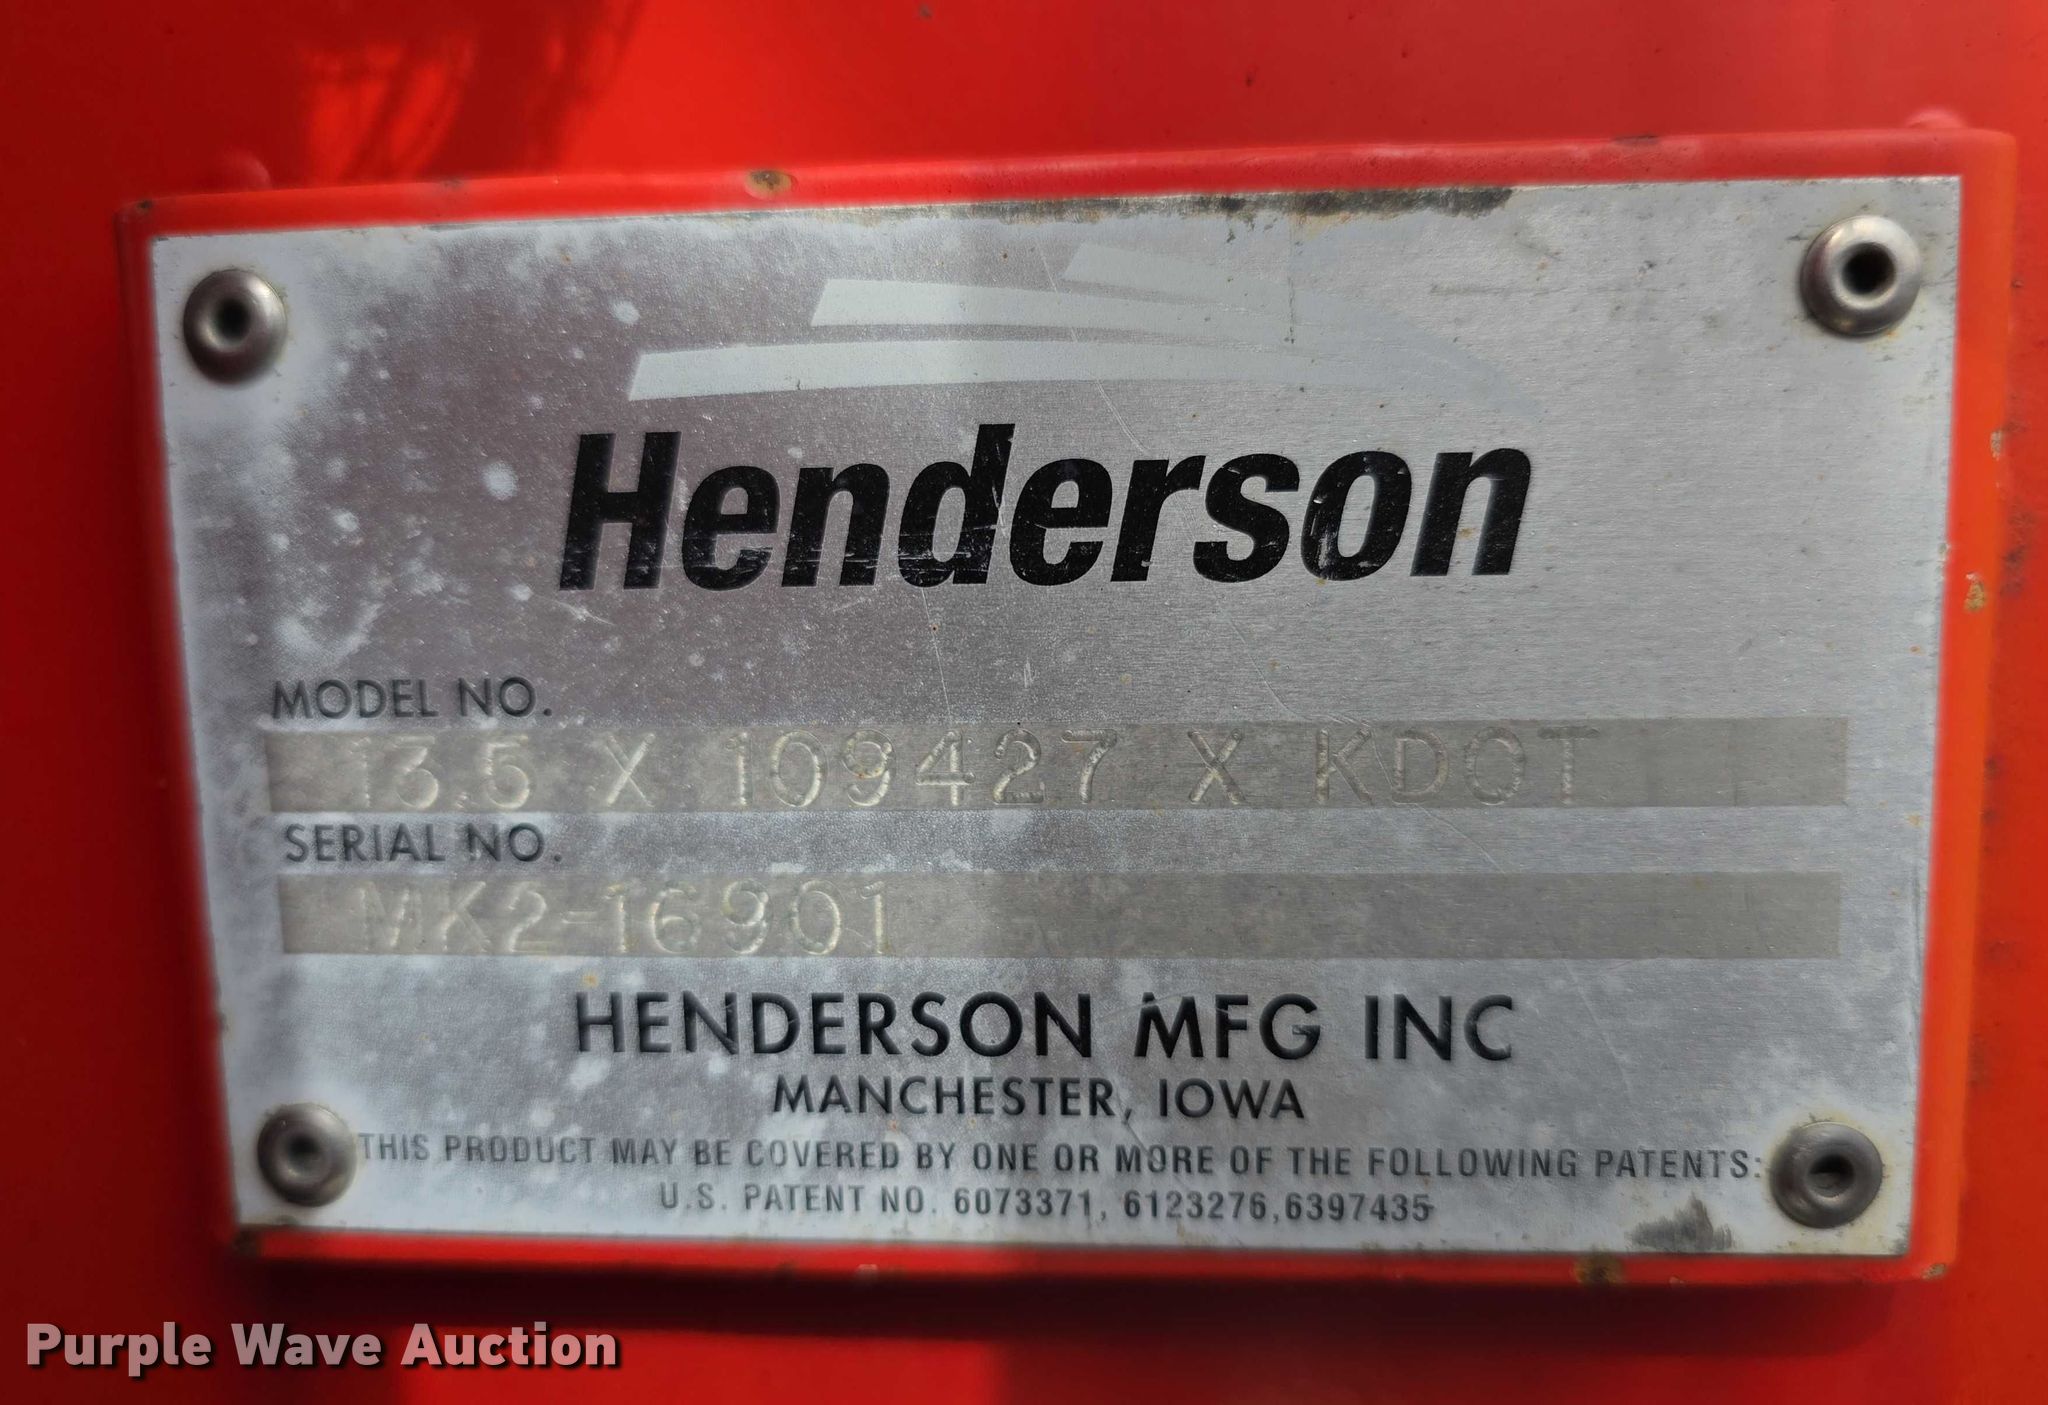 Henderson
MODEL NO.
13.5 X 109427 X KDOT
SERIAL NO.
MK2-16901
HENDERSON MFG INC
MANCHESTER, IOWA
THIS PRODUCT MAY BE COVERED BY ONE OR MORE OF THE FOLLOWING PATENTS:
U.S. PATENT NO. 6073371, 6123276,6397435
Purple Wave Auction